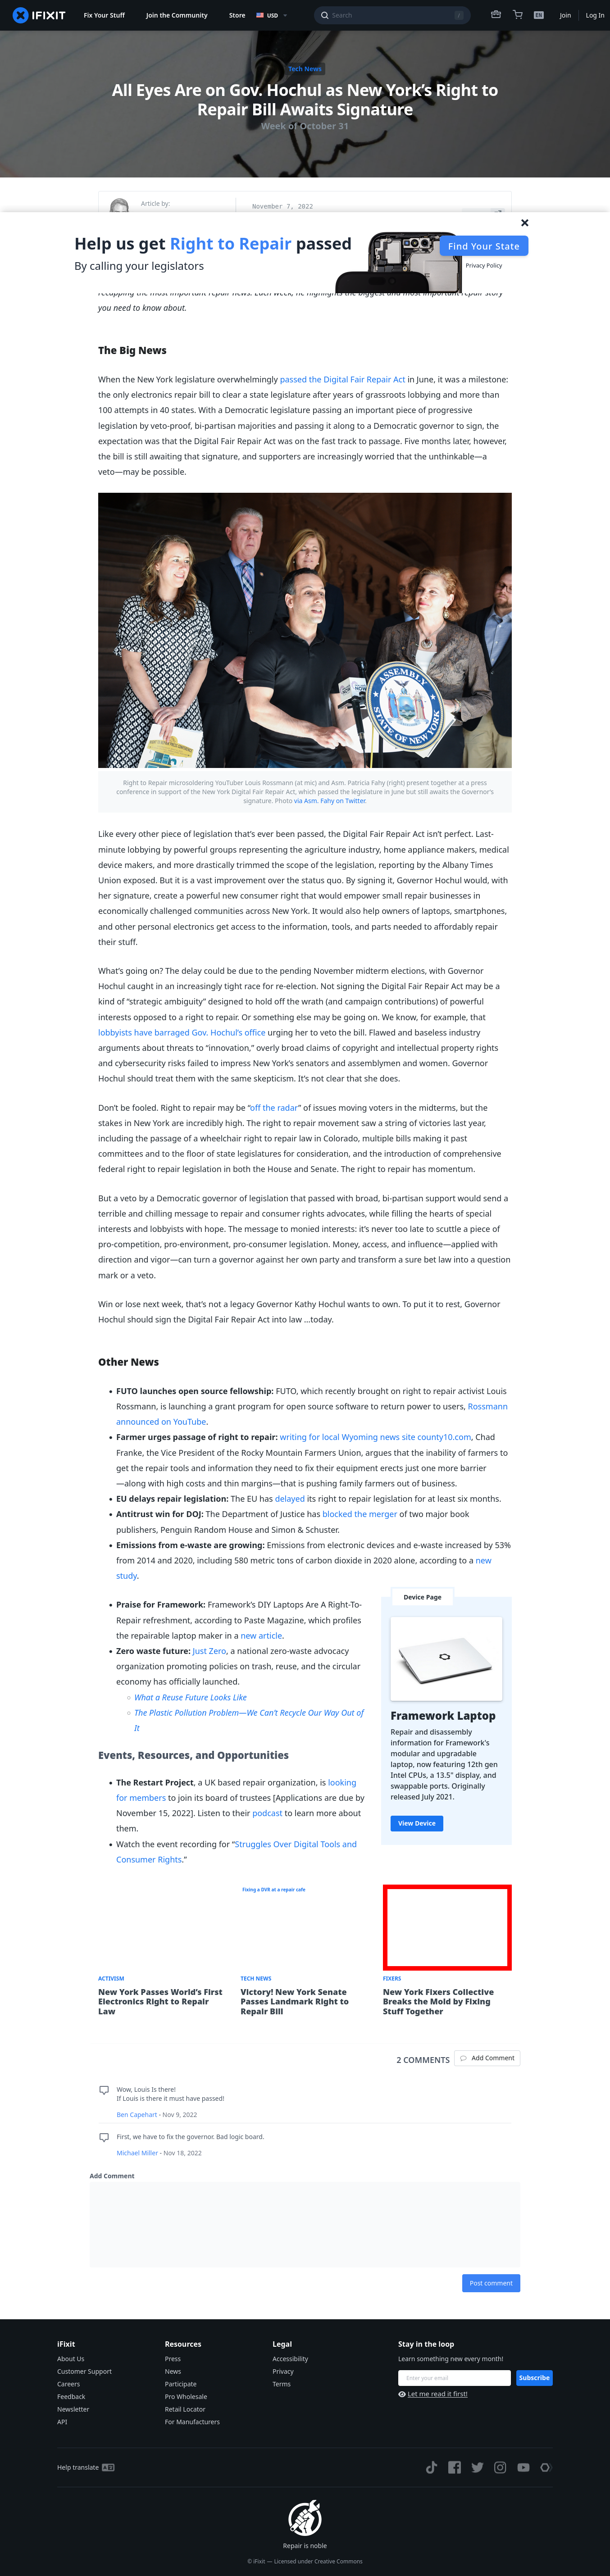 IFIXIT
Fix Your Stuff
Join the Community
Store
USD
Search
/
EN
Join
Log In
Tech News
All Eyes Are on Gov. Hochul as New York's Right to
Repair Bill Awaits Signature
Week of October 31
Article by:
November 7, 2022
Help us get Right to Repair passed
By calling your legislators
Find Your State
Privacy Policy
recapping the most important repair news. Each week, he highlights the biggest and most important repair story
you need to know about.
The Big News
When the New York legislature overwhelmingly passed the Digital Fair Repair Act in June, it was a milestone:
the only electronics repair bill to clear a state legislature after years of grassroots lobbying and more than
100 attempts in 40 states. With a Democratic legislature passing an important piece of progressive
legislation by veto-proof, bi-partisan majorities and passing it along to a Democratic governor to sign, the
expectation was that the Digital Fair Repair Act was on the fast track to passage. Five months later, however,
the bill is still awaiting that signature, and supporters are increasingly worried that the unthinkable—a
veto—may be possible.
ASSEMBLY
STATE OF NEW YORK
Right to Repair microsoldering YouTuber Louis Rossmann (at mic) and Asm. Patricia Fahy (right) present together at a press
conference in support of the New York Digital Fair Repair Act, which passed the legislature in June but still awaits the Governor's
signature. Photo via Asm. Fahy on Twitter.
Like every other piece of legislation that's ever been passed, the Digital Fair Repair Act isn't perfect. Last-
minute lobbying by powerful groups representing the agriculture industry, home appliance makers, medical
device makers, and more drastically trimmed the scope of the legislation, reporting by the Albany Times
Union exposed. But it is a vast improvement over the status quo. By signing it, Governor Hochul would, with
her signature, create a powerful new consumer right that would empower small repair businesses in
economically challenged communities across New York. It would also help owners of laptops, smartphones,
and other personal electronics get access to the information, tools, and parts needed to affordably repair
their stuff.
What's going on? The delay could be due to the pending November midterm elections, with Governor
Hochul caught in an increasingly tight race for re-election. Not signing the Digital Fair Repair Act may be a
kind of "strategic ambiguity" designed to hold off the wrath (and campaign contributions) of powerful
interests opposed to a right to repair. Or something else may be going on. We know, for example, that
lobbyists have barraged Gov. Hochul's office urging her to veto the bill. Flawed and baseless industry
arguments about threats to "innovation," overly broad claims of copyright and intellectual property rights
and cybersecurity risks failed to impress New York's senators and assemblymen and women. Governor
Hochul should treat them with the same skepticism. It's not clear that she does.
Don't be fooled. Right to repair may be "off the radar" of issues moving voters in the midterms, but the
stakes in New York are incredibly high. The right to repair movement saw a string of victories last year,
including the passage of a wheelchair right to repair law in Colorado, multiple bills making it past
committees and to the floor of state legislatures for consideration, and the introduction of comprehensive
federal right to repair legislation in both the House and Senate. The right to repair has momentum.
But a veto by a Democratic governor of legislation that passed with broad, bi-partisan support would send a
terrible and chilling message to repair and consumer rights advocates, while filling the hearts of special
interests and lobbyists with hope. The message to monied interests: it's never too late to scuttle a piece of
pro-competition, pro-environment, pro-consumer legislation. Money, access, and influence—applied with
direction and vigor—can turn a governor against her own party and transform a sure bet law into a question
mark or a veto.
Win or lose next week, that's not a legacy Governor Kathy Hochul wants to own. To put it to rest, Governor
Hochul should sign the Digital Fair Repair Act into law ...today.
Other News
FUTO launches open source fellowship: FUTO, which recently brought on right to repair activist Louis
Rossmann, is launching a grant program for open source software to return power to users, Rossmann
announced on YouTube.
Farmer urges passage of right to repair: writing for local Wyoming news site county10.com, Chad
Franke, the Vice President of the Rocky Mountain Farmers Union, argues that the inability of farmers to
get the repair tools and information they need to fix their equipment erects just one more barrier
—along with high costs and thin margins—that is pushing family farmers out of business.
EU delays repair legislation: The EU has delayed its right to repair legislation for at least six months.
Antitrust win for DOJ: The Department of Justice has blocked the merger of two major book
publishers, Penguin Random House and Simon & Schuster.
Emissions from e-waste are growing: Emissions from electronic devices and e-waste increased by 53%
from 2014 and 2020, including 580 metric tons of carbon dioxide in 2020 alone, according to a new
study.
Praise for Framework: Framework's DIY Laptops Are A Right-To-
Repair refreshment, according to Paste Magazine, which profiles
the repairable laptop maker in a new article.
Zero waste future: Just Zero, a national zero-waste advocacy
organization promoting policies on trash, reuse, and the circular
economy has officially launched.
What a Reuse Future Looks Like
The Plastic Pollution Problem—We Can't Recycle Our Way Out of
It
Device Page
Framework Laptop
Repair and disassembly
information for Framework's
modular and upgradable
laptop, now featuring 12th gen
Intel CPUs, a 13.5" display, and
swappable ports. Originally
released July 2021.
View Device
Events, Resources, and Opportunities
The Restart Project, a UK based repair organization, is looking
for members to join its board of trustees [Applications are due by
November 15, 2022]. Listen to their podcast to learn more about
them.
Watch the event recording for "Struggles Over Digital Tools and
Consumer Rights."
Fixing a DVR at a repair cafe
ACTIVISM
New York Passes World's First
Electronics Right to Repair
Law
TECH NEWS
Victory! New York Senate
Passes Landmark Right to
Repair Bill
FIXERS
New York Fixers Collective
Breaks the Mold by Fixing
Stuff Together
2 COMMENTS
Add Comment
Wow, Louis Is there!
If Louis is there it must have passed!
Ben Capehart - Nov 9, 2022
First, we have to fix the governor. Bad logic board.
Michael Miller - Nov 18, 2022
Add Comment
Post comment
iFixit
About Us
Customer Support
Careers
Feedback
Newsletter
API
Resources
Press
News
Participate
Pro Wholesale
Retail Locator
For Manufacturers
Legal
Accessibility
Privacy
Terms
Stay in the loop
Learn something new every month!
Enter your email
Subscribe
Let me read it first!
Help translate
Repair is noble
© iFixit — Licensed under Creative Commons